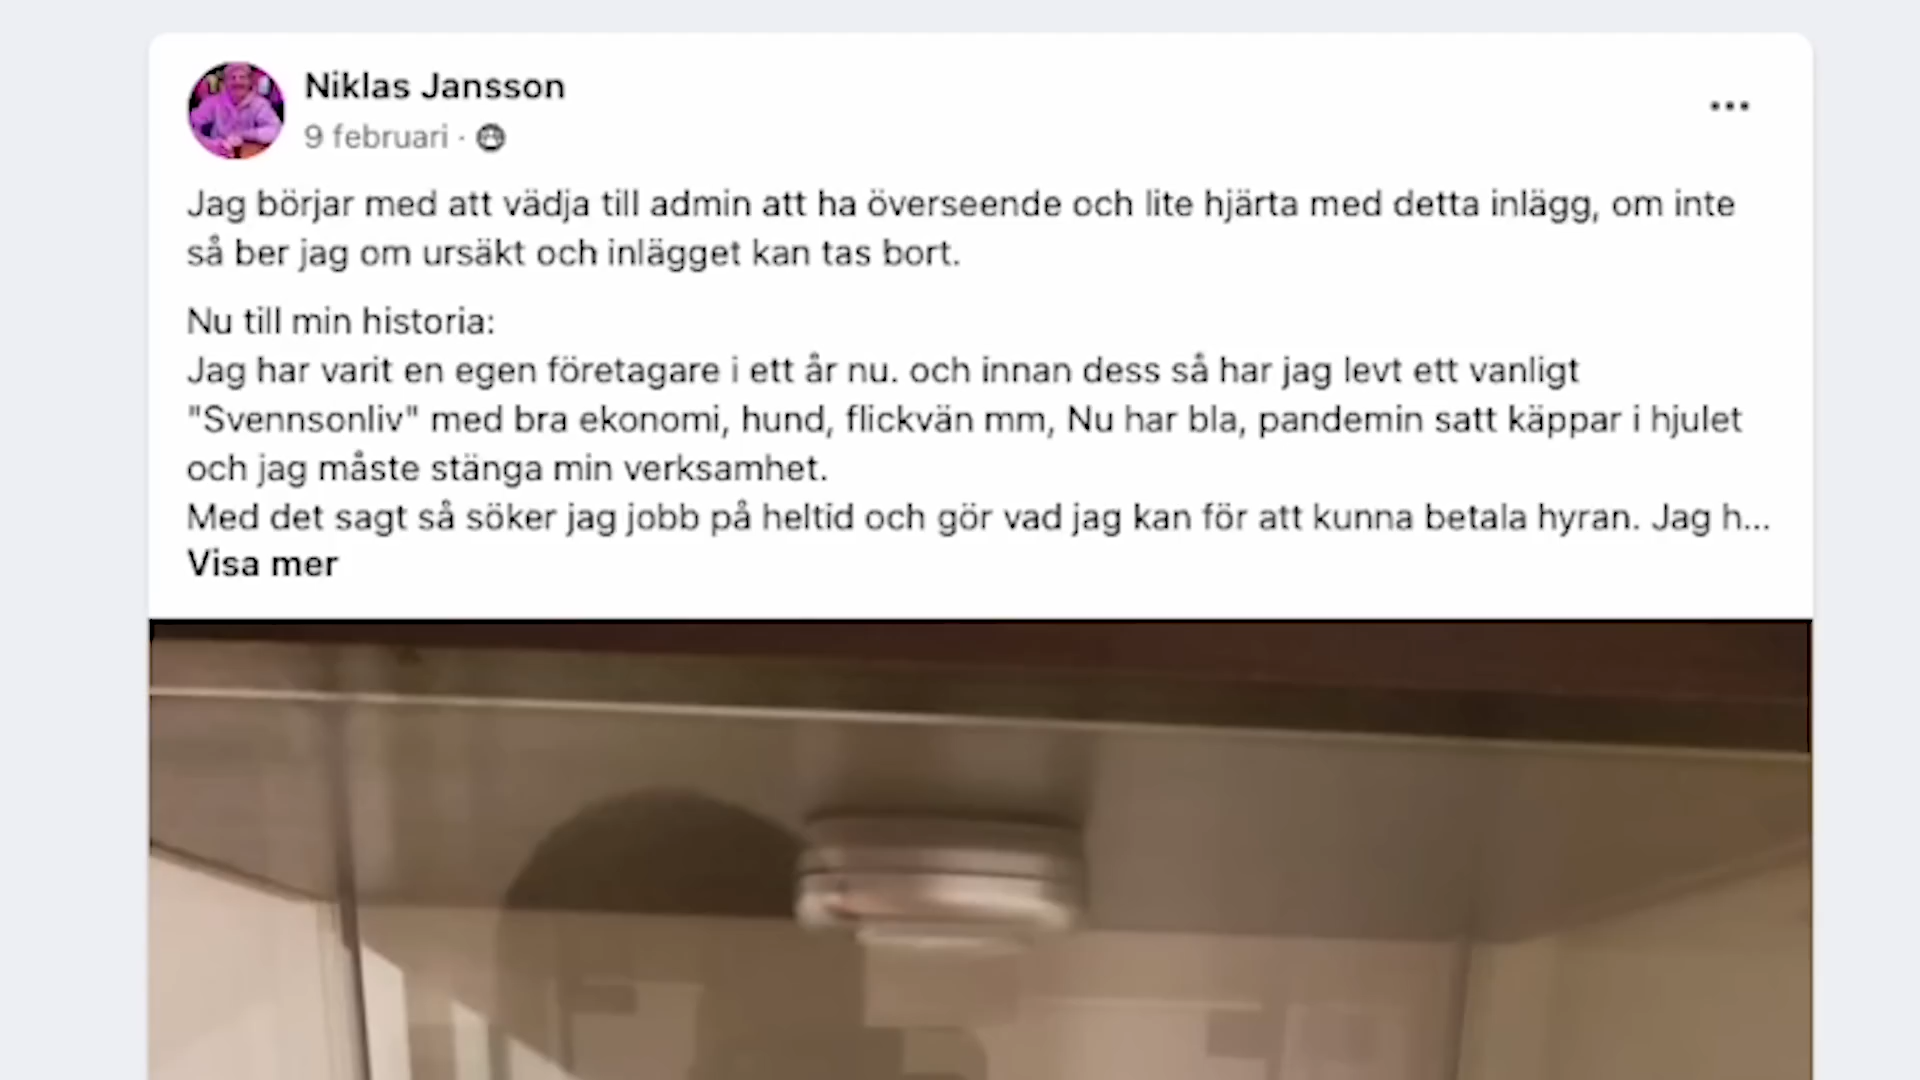 Niklas Jansson
9 februari ·
Jag börjar med att vädja till admin att ha överseende och lite hjärta med detta inlägg, om inte
så ber jag om ursäkt och inlägget kan tas bort.
Nu till min historia:
Jag har varit en egen företagare i ett år nu. och innan dess så har jag levt ett vanligt
"Svennsonliv" med bra ekonomi, hund, flickvän mm, Nu har bla, pandemin satt käppar i hjulet
och jag måste stänga min verksamhet.
Med det sagt så söker jag jobb på heltid och gör vad jag kan för att kunna betala hyran. Jag h...
Visa mer